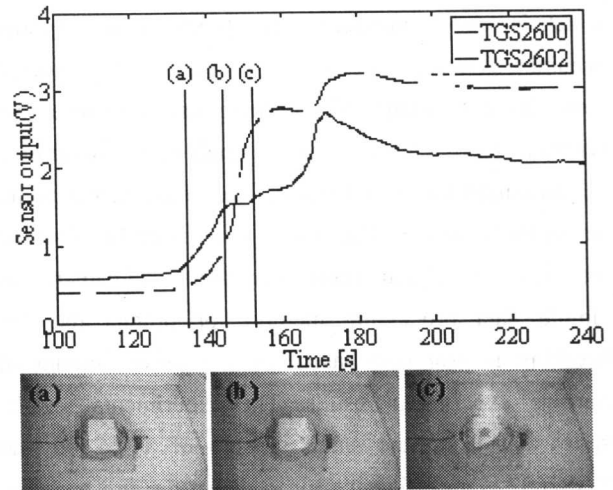 4
3
2
1
0
Sensor output(V)
(a) (b) (c)
TGS2600
TGS2602
100 120 140 160 180 200 220 240
Time [s]
(a) (b) (c)